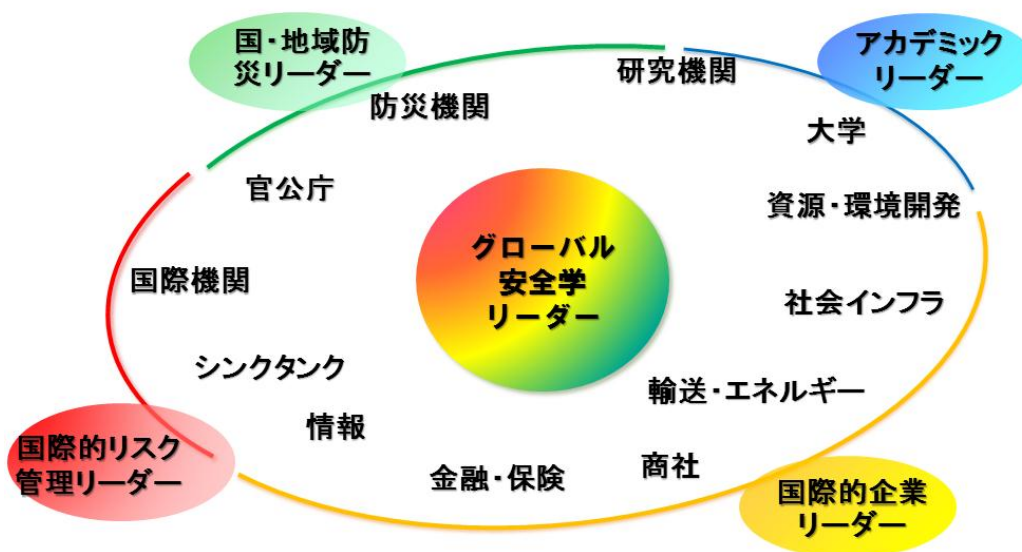 国・地域防
災リーダー
アカデミック
リーダー
研究機関
防災機関
大学
官公庁
資源・環境開発
グローバル
安全学
リーダー
国際機関
社会インフラ
シンクタンク
輸送・エネルギー
情報
国際的リスク
管理リーダー
商社
金融・保険
国際的企業
リーダー